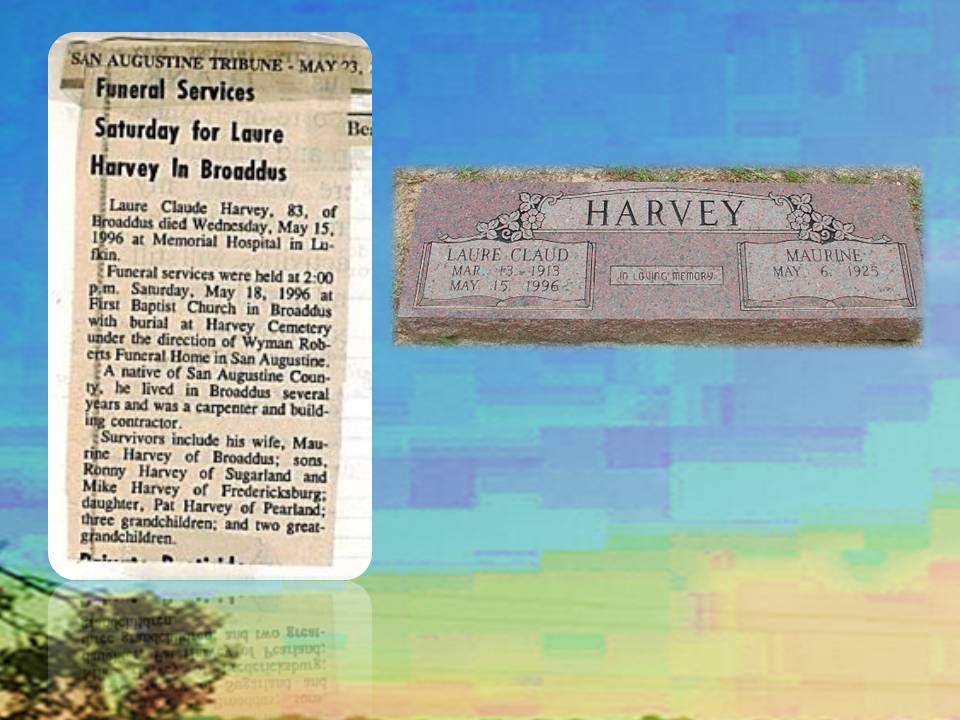 SAN AUGUSTINE TRIBUNE - MAY 23,
Funeral Services
Saturday for Laure
Harvey In Broaddus
Laure Claude Harvey, 83, of
Broaddus died Wednesday, May 15,
1996 at Memorial Hospital in Lu-
fkin.
Funeral services were held at 2:00
p.m. Saturday, May 18, 1996 at
First Baptist Church in Broaddus
with burial at Harvey Cemetery
under the direction of Wyman Rob-
erts Funeral Home in San Augustine.
A native of San Augustine Coun-
ty, he lived in Broaddus several
years and was a carpenter and build-
ing contractor.
Survivors include his wife, Mau-
rine Harvey of Broaddus; sons,
Ronny Harvey of Sugarland and
Mike Harvey of Fredericksburg;
daughter, Pat Harvey of Pearland;
three grandchildren; and two great-
grandchildren.
HARVEY
LAURE CLAUD
MAR. 13. 1913
MAY 15 1996
IN LOVING MEMORY
MAURINE
MAY 6. 1925